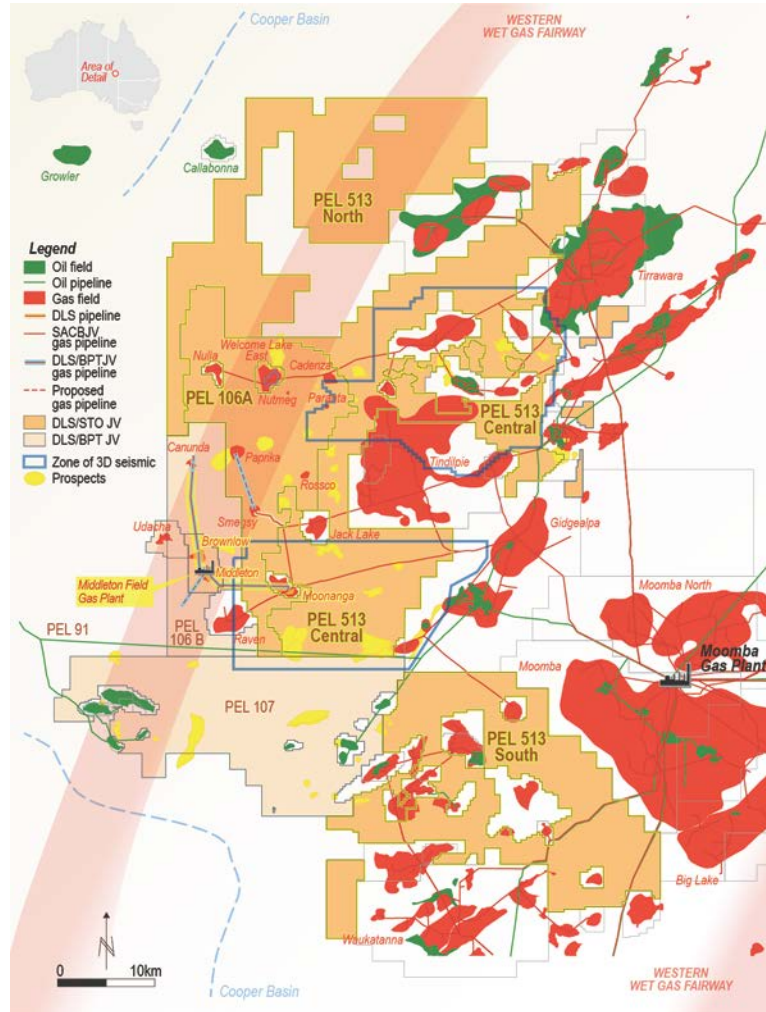 Cooper Basin
WESTERN
WET GAS FAIRWAY
Area of
Detail
Growler
Callabonna
PEL 513
North
Legend
Oil field
Oil pipeline
Gas field
DLS pipeline
SACBJV
gas pipeline
DLS/BPTJV
gas pipeline
Proposed
gas pipeline
DLS/STO JV
DLS/BPT JV
Zone of 3D seismic
Prospects
Tirrawara
Welcome Lake
East
Nulla
Cadenza
Nutmeg
PEL 106A
Paranta
PEL 513
Central
Canunda
Paprika
Tindilpie
Rossco
Smegsy
Jack Lake
Gidgealpa
Udacha
Brownlow
Middleton
Middleton Field
Gas Plant
Moonanga
Moomba North
PEL 91
PEL
106 B
Raven
PEL 513
Central
Moomba
Moomba
Gas Plant
PEL 107
PEL 513
South
Big Lake
Waukatanna
N
0 10km
Cooper Basin
WESTERN
WET GAS FAIRWAY